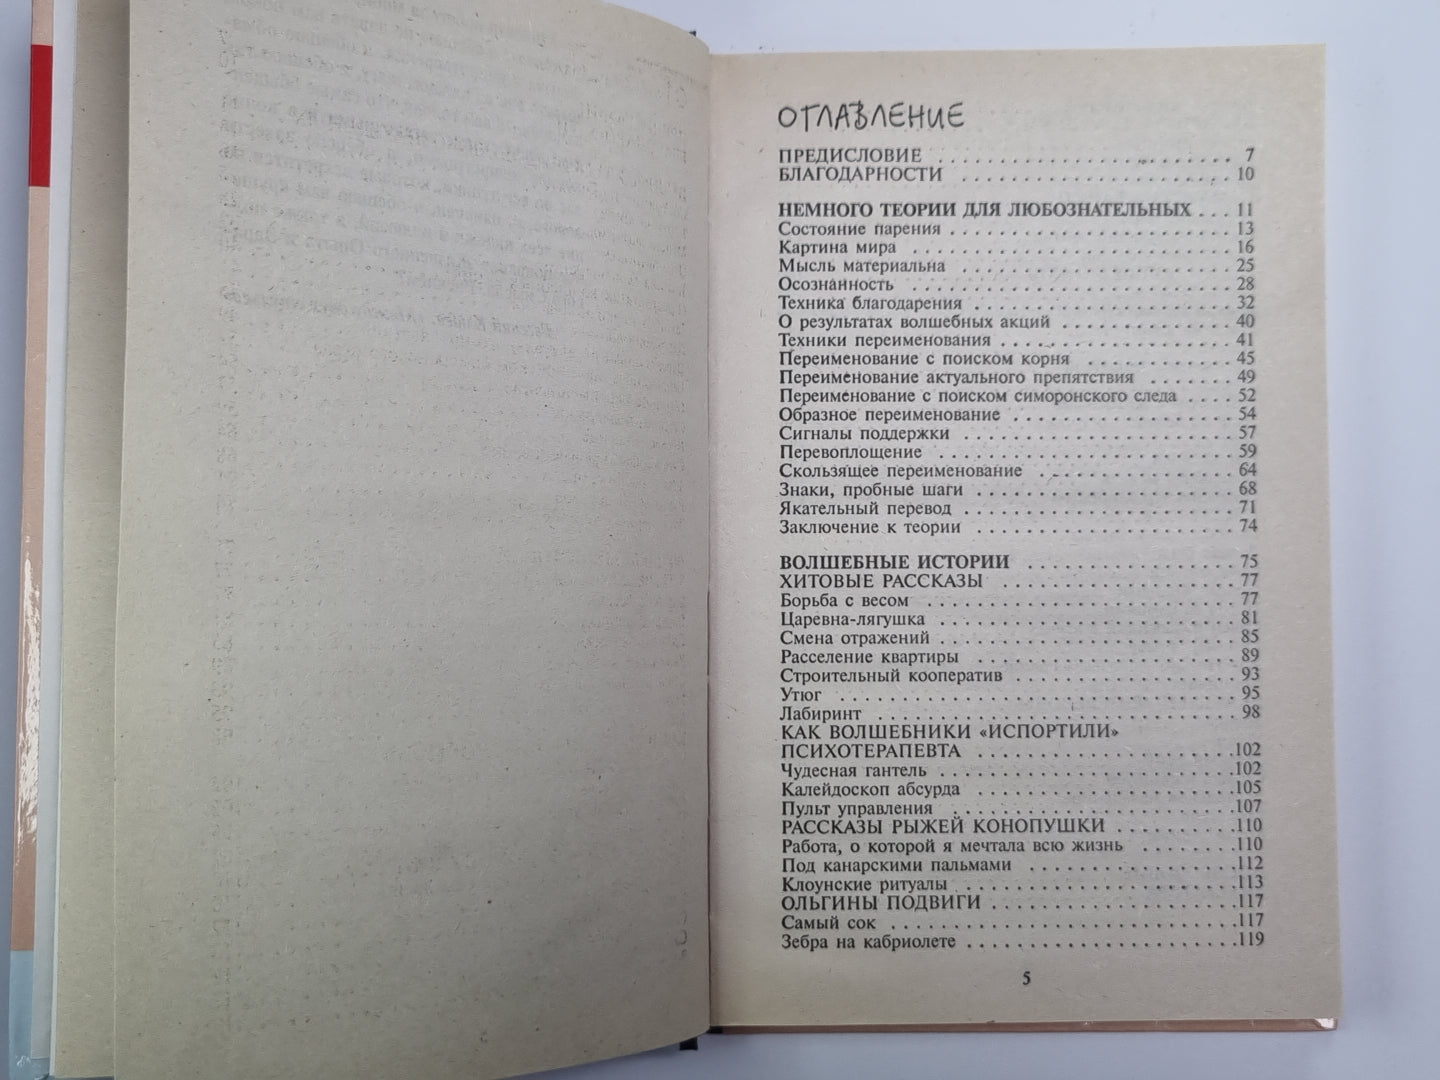 ОГЛАВЛЕНИЕ
ПРЕДИСЛОВИЕ . . . . . . . . . . . . . . . . . . . . . . . 7
БЛАГОДАРНОСТИ . . . . . . . . . . . . . . . . . . . . . 10
НЕМНОГО ТЕОРИИ ДЛЯ ЛЮБОЗНАТЕЛЬНЫХ . . . 11
Состояние парения . . . . . . . . . . . . . . . . . . . . . . 13
Картина мира . . . . . . . . . . . . . . . . . . . . . . . . . 16
Мысль материальна . . . . . . . . . . . . . . . . . . . . . 25
Осознанность . . . . . . . . . . . . . . . . . . . . . . . . . 28
Техника благодарения . . . . . . . . . . . . . . . . . . . . 32
О результатах волшебных акций . . . . . . . . . . . . . 40
Техники переименования . . . . . . . . . . . . . . . . . . 41
Переименование с поиском корня . . . . . . . . . . . 45
Переименование актуального препятствия . . . . . . . 49
Переименование с поиском симоронского следа . . . . 52
Образное переименование . . . . . . . . . . . . . . . . . 54
Сигналы поддержки . . . . . . . . . . . . . . . . . . . . . 57
Перевоплощение . . . . . . . . . . . . . . . . . . . . . . . 59
Скользящее переименование . . . . . . . . . . . . . . . 64
Знаки, пробные шаги . . . . . . . . . . . . . . . . . . . . 68
Якательный перевод . . . . . . . . . . . . . . . . . . . . . 71
Заключение к теории . . . . . . . . . . . . . . . . . . . . 74
ВОЛШЕБНЫЕ ИСТОРИИ . . . . . . . . . . . . . . . . 75
ХИТОВЫЕ РАССКАЗЫ . . . . . . . . . . . . . . . . . . 77
Борьба с весом . . . . . . . . . . . . . . . . . . . . . . . . 77
Царевна-лягушка . . . . . . . . . . . . . . . . . . . . . . . 81
Смена отражений . . . . . . . . . . . . . . . . . . . . . . . 85
Расселение квартиры . . . . . . . . . . . . . . . . . . . . 89
Строительный кооператив . . . . . . . . . . . . . . . . . 93
Утюг . . . . . . . . . . . . . . . . . . . . . . . . . . . . . . . 95
Лабиринт . . . . . . . . . . . . . . . . . . . . . . . . . . . . 98
КАК ВОЛШЕБНИКИ «ИСПОРТИЛИ»
ПСИХОТЕРАПЕВТА . . . . . . . . . . . . . . . . . . . . .102
Чудесная гантель . . . . . . . . . . . . . . . . . . . . . . .102
Калейдоскоп абсурда . . . . . . . . . . . . . . . . . . . .105
Пульт управления . . . . . . . . . . . . . . . . . . . . . .107
РАССКАЗЫ РЫЖЕЙ КОНОПУШКИ . . . . . . . . . .110
Работа, о которой я мечтала всю жизнь . . . . . . . .110
Под канарскими пальмами . . . . . . . . . . . . . . . .112
Клоунские ритуалы . . . . . . . . . . . . . . . . . . . . . .113
ОЛЬГИНЫ ПОДВИГИ . . . . . . . . . . . . . . . . . . . .117
Самый сок . . . . . . . . . . . . . . . . . . . . . . . . . . .117
Зебра на кабриолете . . . . . . . . . . . . . . . . . . . . .119
5